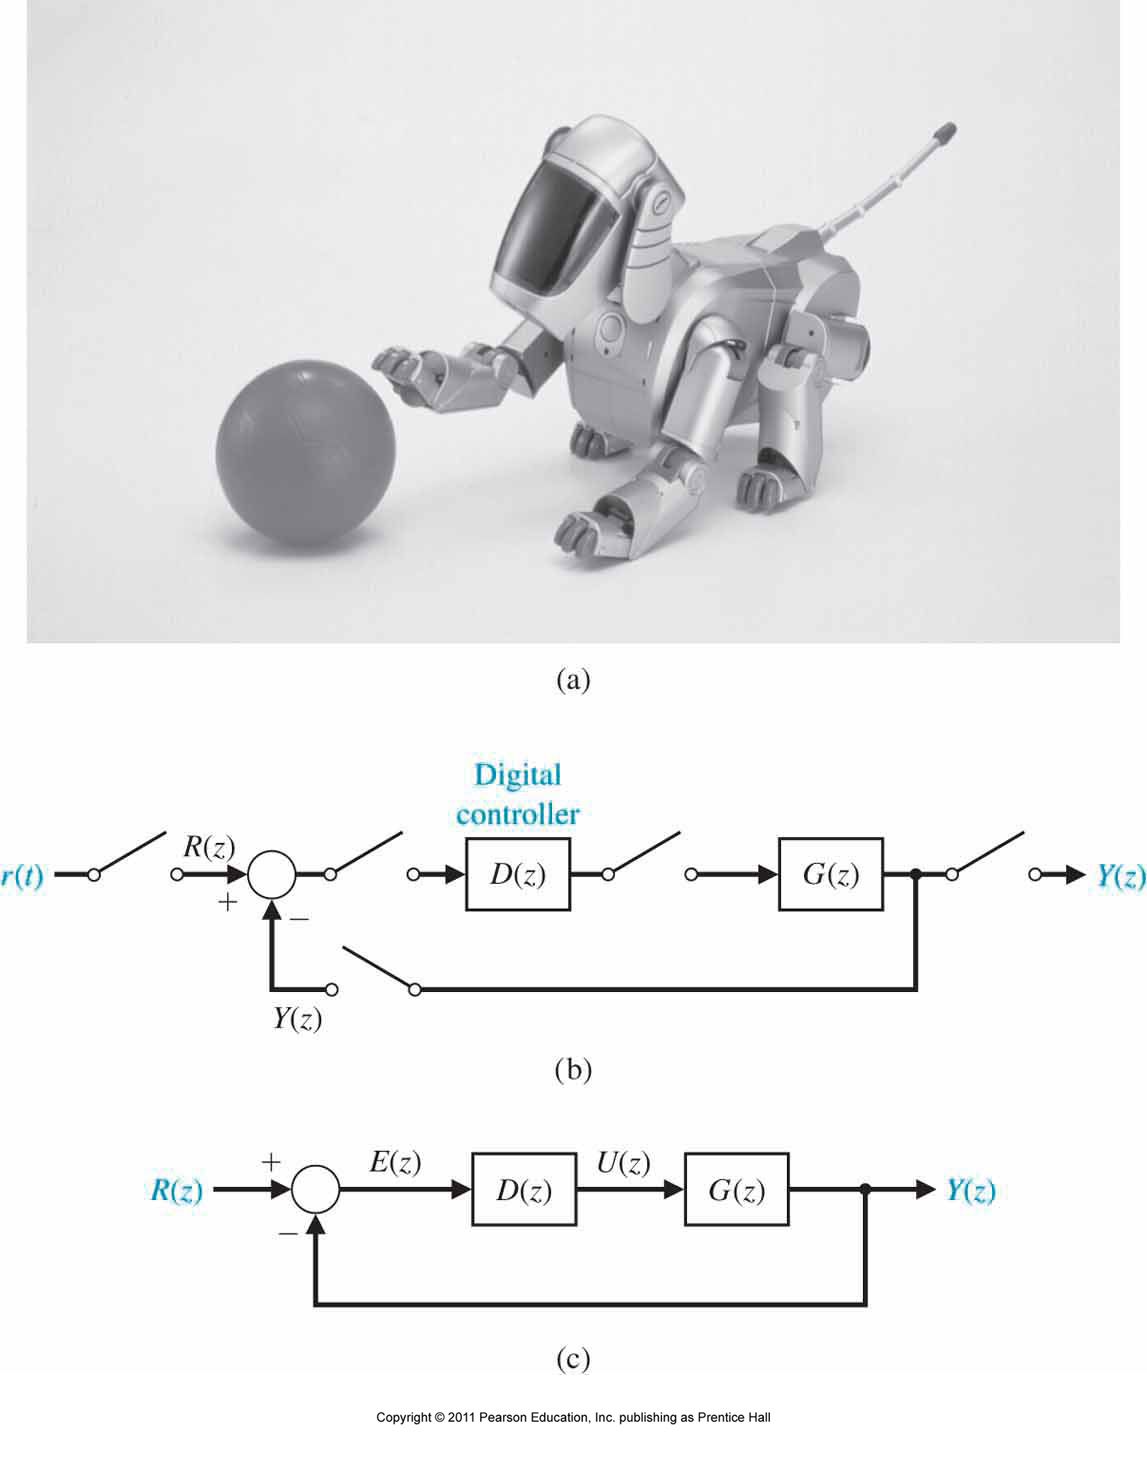 (a)
Digital
controller
r(t) R(z) + − D(z) G(z) Y(z)
Y(z)
(b)
R(z) + − E(z) D(z) U(z) G(z) Y(z)
(c)
Copyright © 2011 Pearson Education, Inc. publishing as Prentice Hall